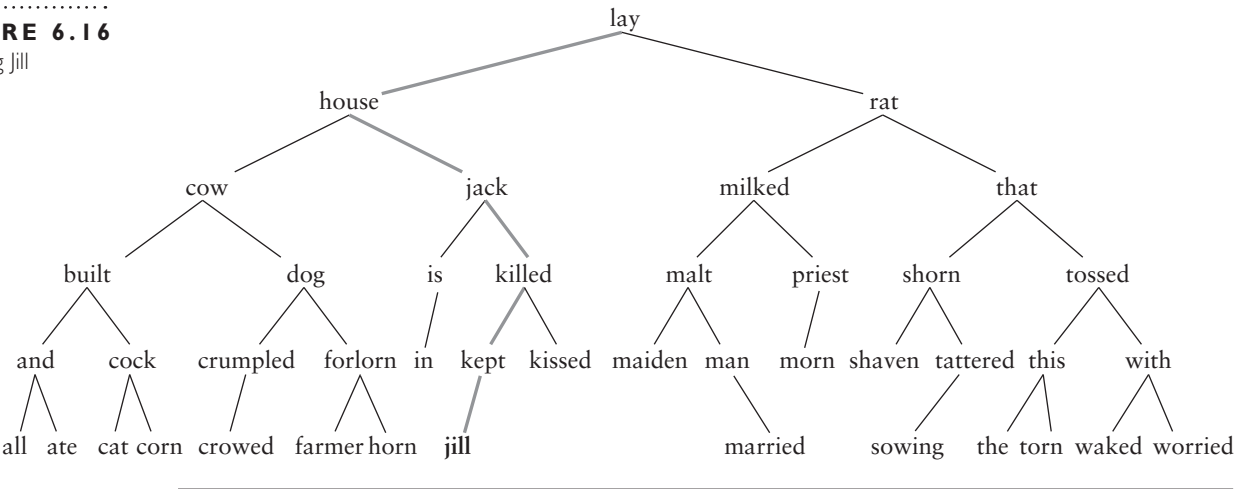 RE 6.16
g Jill
lay
house rat
cow jack milked that
built dog is killed malt priest shorn tossed
and cock crumpled forlorn in kept kissed maiden man morn shaven tattered this with
all ate cat corn crowed farmer horn jill married sowing the torn waked worried